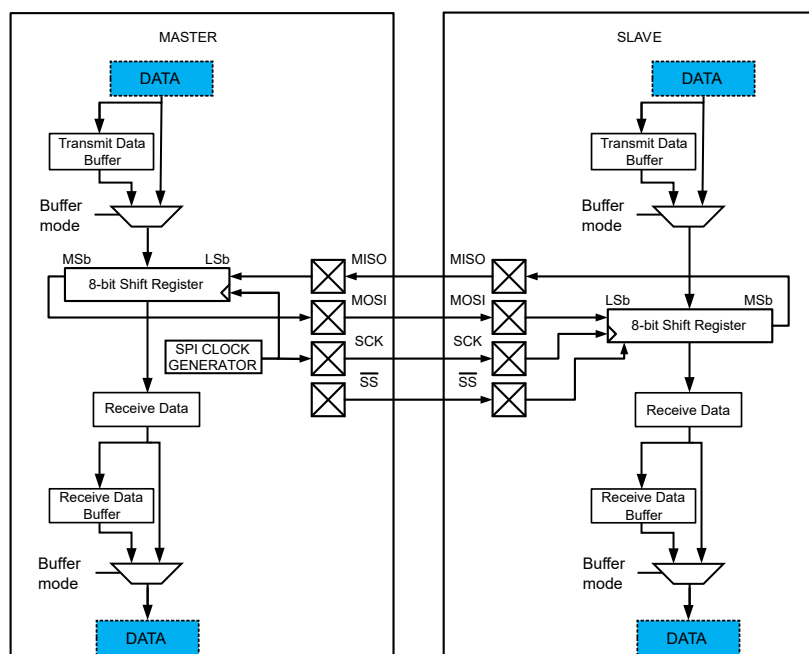 MASTER
SLAVE
DATA
DATA
Transmit Data
Buffer
Transmit Data
Buffer
Buffer
mode
Buffer
mode
MSb
LSb
MISO
MISO
8-bit Shift Register
MOSI
MOSI
LSb
MSb
8-bit Shift Register
SPI CLOCK
GENERATOR
SCK
SCK
SS
SS
Receive Data
Receive Data
Receive Data
Buffer
Receive Data
Buffer
Buffer
mode
Buffer
mode
DATA
DATA